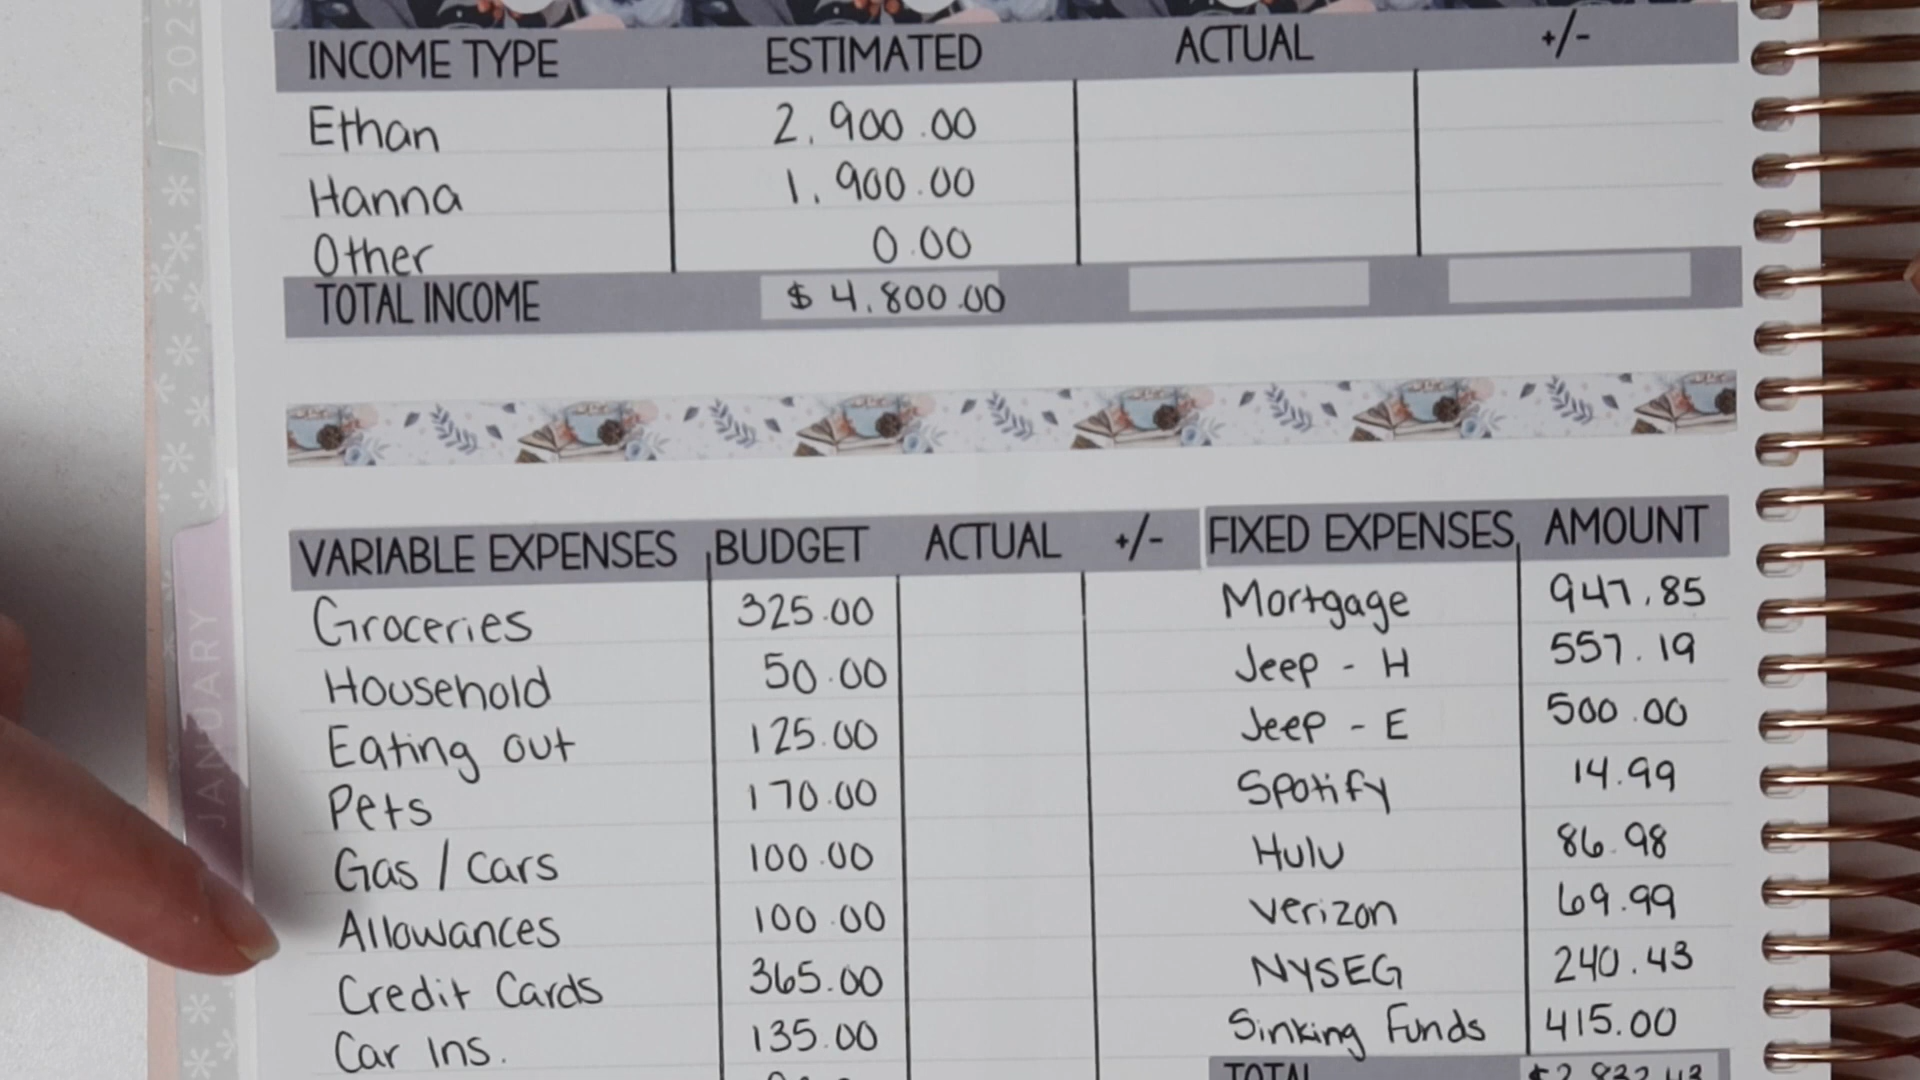 2023
INCOME TYPE ESTIMATED ACTUAL +/-
Ethan 2,900.00
Hanna 1,900.00
Other 0.00
TOTAL INCOME $ 4,800.00
JANUARY
VARIABLE EXPENSES BUDGET ACTUAL +/- FIXED EXPENSES AMOUNT
Groceries 325.00 Mortgage 947.85
Household 50.00 Jeep - H 557.19
Eating out 125.00 Jeep - E 500.00
Pets 170.00 Spotify 14.99
Gas / Cars 100.00 Hulu 86.98
Allowances 100.00 Verizon 69.99
Credit Cards 365.00 NYSEG 240.43
Car Ins. 135.00 Sinking Funds 415.00
TOTAL $2,832.43